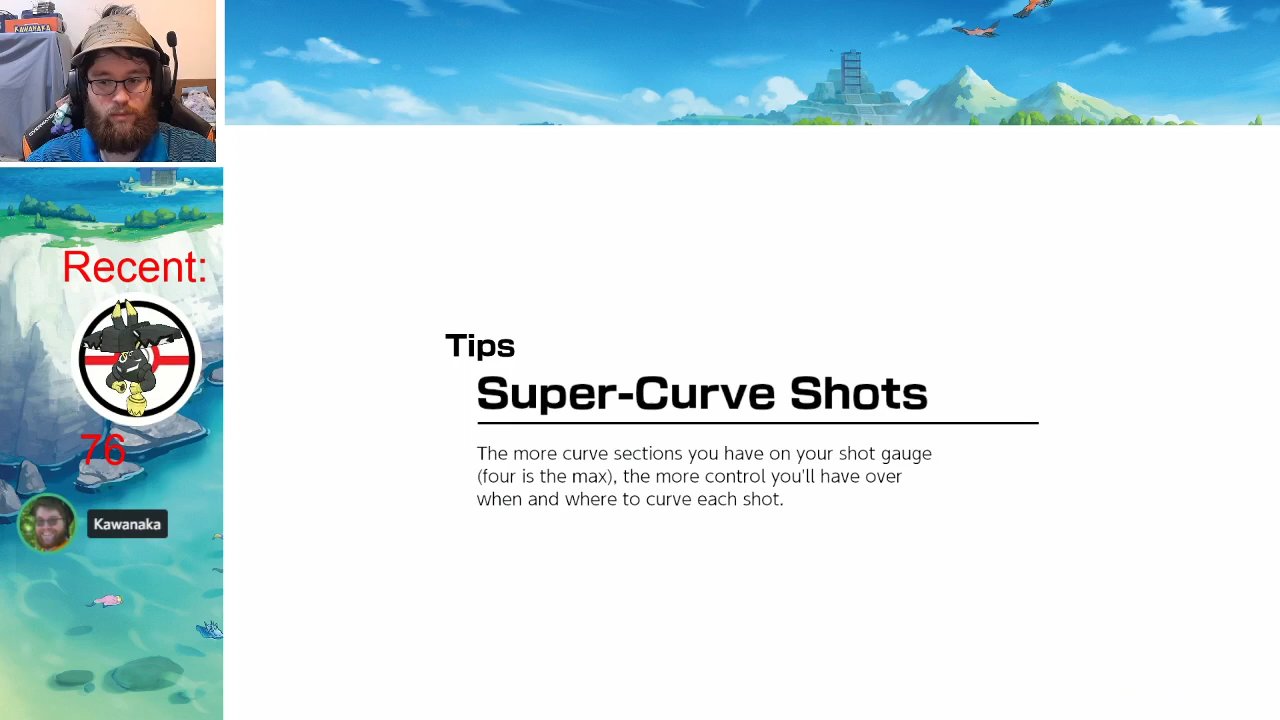 KAWANAKA
Recent:
76
Kawanaka
Tips
Super-Curve Shots
The more curve sections you have on your shot gauge
(four is the max), the more control you'll have over
when and where to curve each shot.